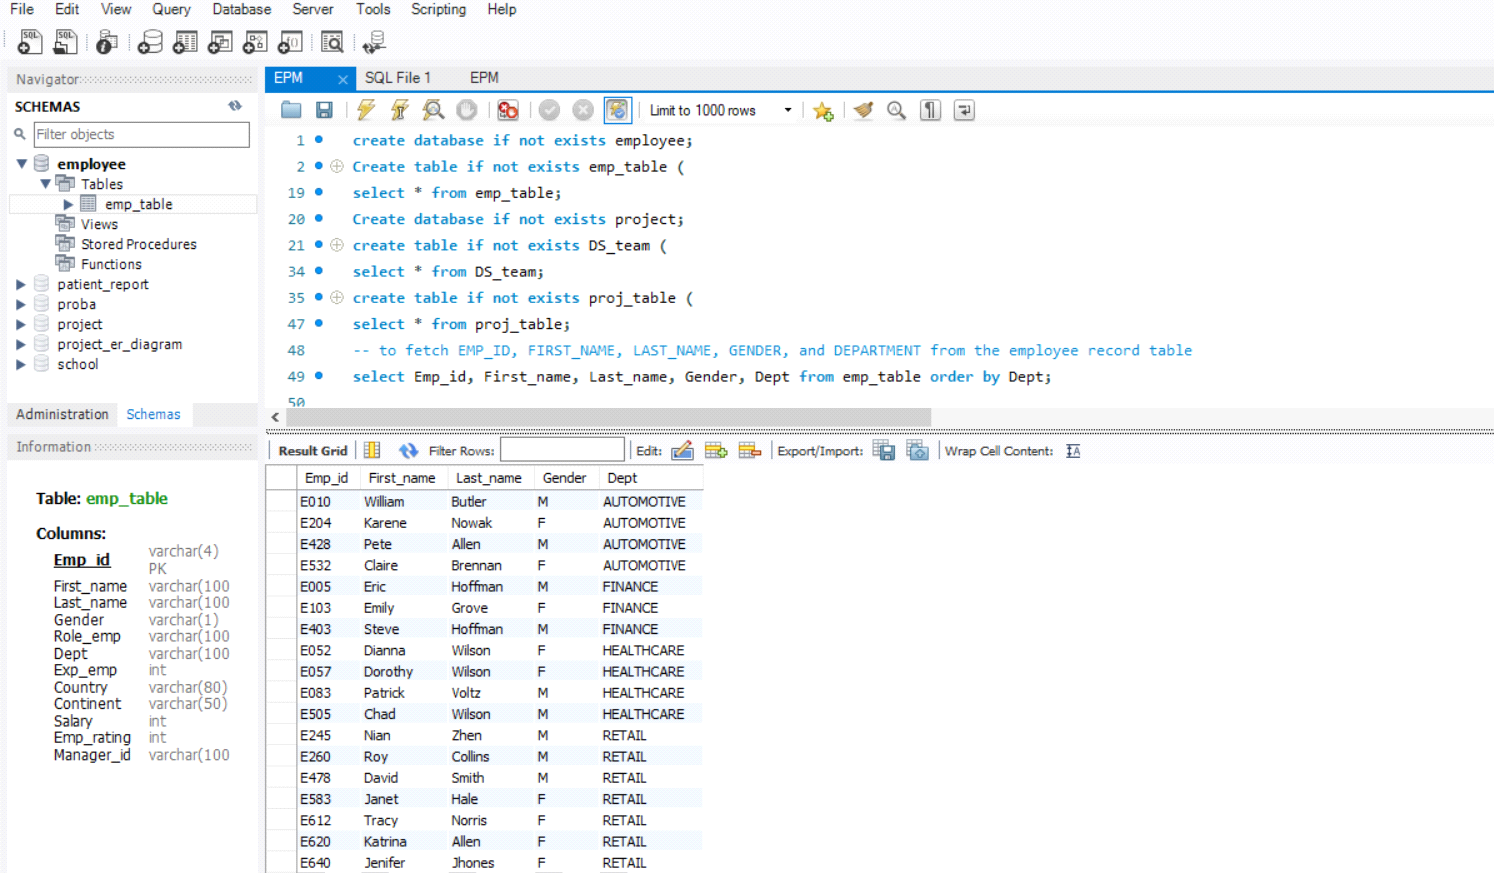 File Edit View Query Database Server Tools Scripting Help
Navigator
SCHEMAS
Filter objects
employee
Tables
emp_table
Views
Stored Procedures
Functions
patient_report
proba
project
project_er_diagram
school
Administration Schemas
Information
Table: emp_table
Columns:
Emp_id varchar(4) PK
First_name varchar(100
Last_name varchar(100
Gender varchar(1)
Role_emp varchar(100
Dept varchar(100
Exp_emp int
Country varchar(80)
Continent varchar(50)
Salary int
Emp_rating int
Manager_id varchar(100
EPM SQL File 1 EPM
Limit to 1000 rows
1 create database if not exists employee;
2 Create table if not exists emp_table (
19 select * from emp_table;
20 Create database if not exists project;
21 create table if not exists DS_team (
34 select * from DS_team;
35 create table if not exists proj_table (
47 select * from proj_table;
48 -- to fetch EMP_ID, FIRST_NAME, LAST_NAME, GENDER, and DEPARTMENT from the employee record table
49 select Emp_id, First_name, Last_name, Gender, Dept from emp_table order by Dept;
50
Result Grid Filter Rows: Edit: Export/Import: Wrap Cell Content:
Emp_id First_name Last_name Gender Dept
E010 William Butler M AUTOMOTIVE
E204 Karene Nowak F AUTOMOTIVE
E428 Pete Allen M AUTOMOTIVE
E532 Claire Brennan F AUTOMOTIVE
E005 Eric Hoffman M FINANCE
E103 Emily Grove F FINANCE
E403 Steve Hoffman M FINANCE
E052 Dianna Wilson F HEALTHCARE
E057 Dorothy Wilson F HEALTHCARE
E083 Patrick Voltz M HEALTHCARE
E505 Chad Wilson M HEALTHCARE
E245 Nian Zhen M RETAIL
E260 Roy Collins M RETAIL
E478 David Smith M RETAIL
E583 Janet Hale F RETAIL
E612 Tracy Norris F RETAIL
E620 Katrina Allen F RETAIL
E640 Jenifer Jhones F RETAIL